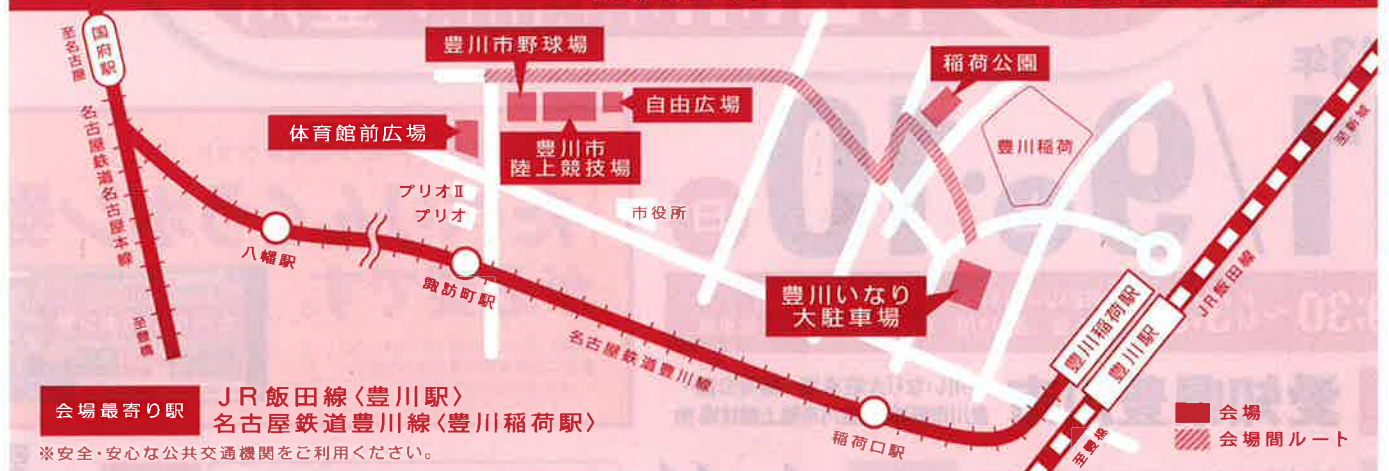 国府駅
至名古屋
名古屋鉄道名古屋本線
至豊橋
豊川市野球場
自由広場
体育館前広場
豊川市
陸上競技場
稲荷公園
豊川稲荷
プリオⅡ
プリオ
市役所
八幡駅
諏訪町駅
名古屋鉄道豊川線
豊川いなり
大駐車場
稲荷口駅
豊川稲荷駅
豊川駅
JR飯田線
至新城
至豊橋
会場最寄り駅
JR飯田線〈豊川駅〉
名古屋鉄道豊川線〈豊川稲荷駅〉
※安全・安心な公共交通機関をご利用ください。
会場
会場間ルート